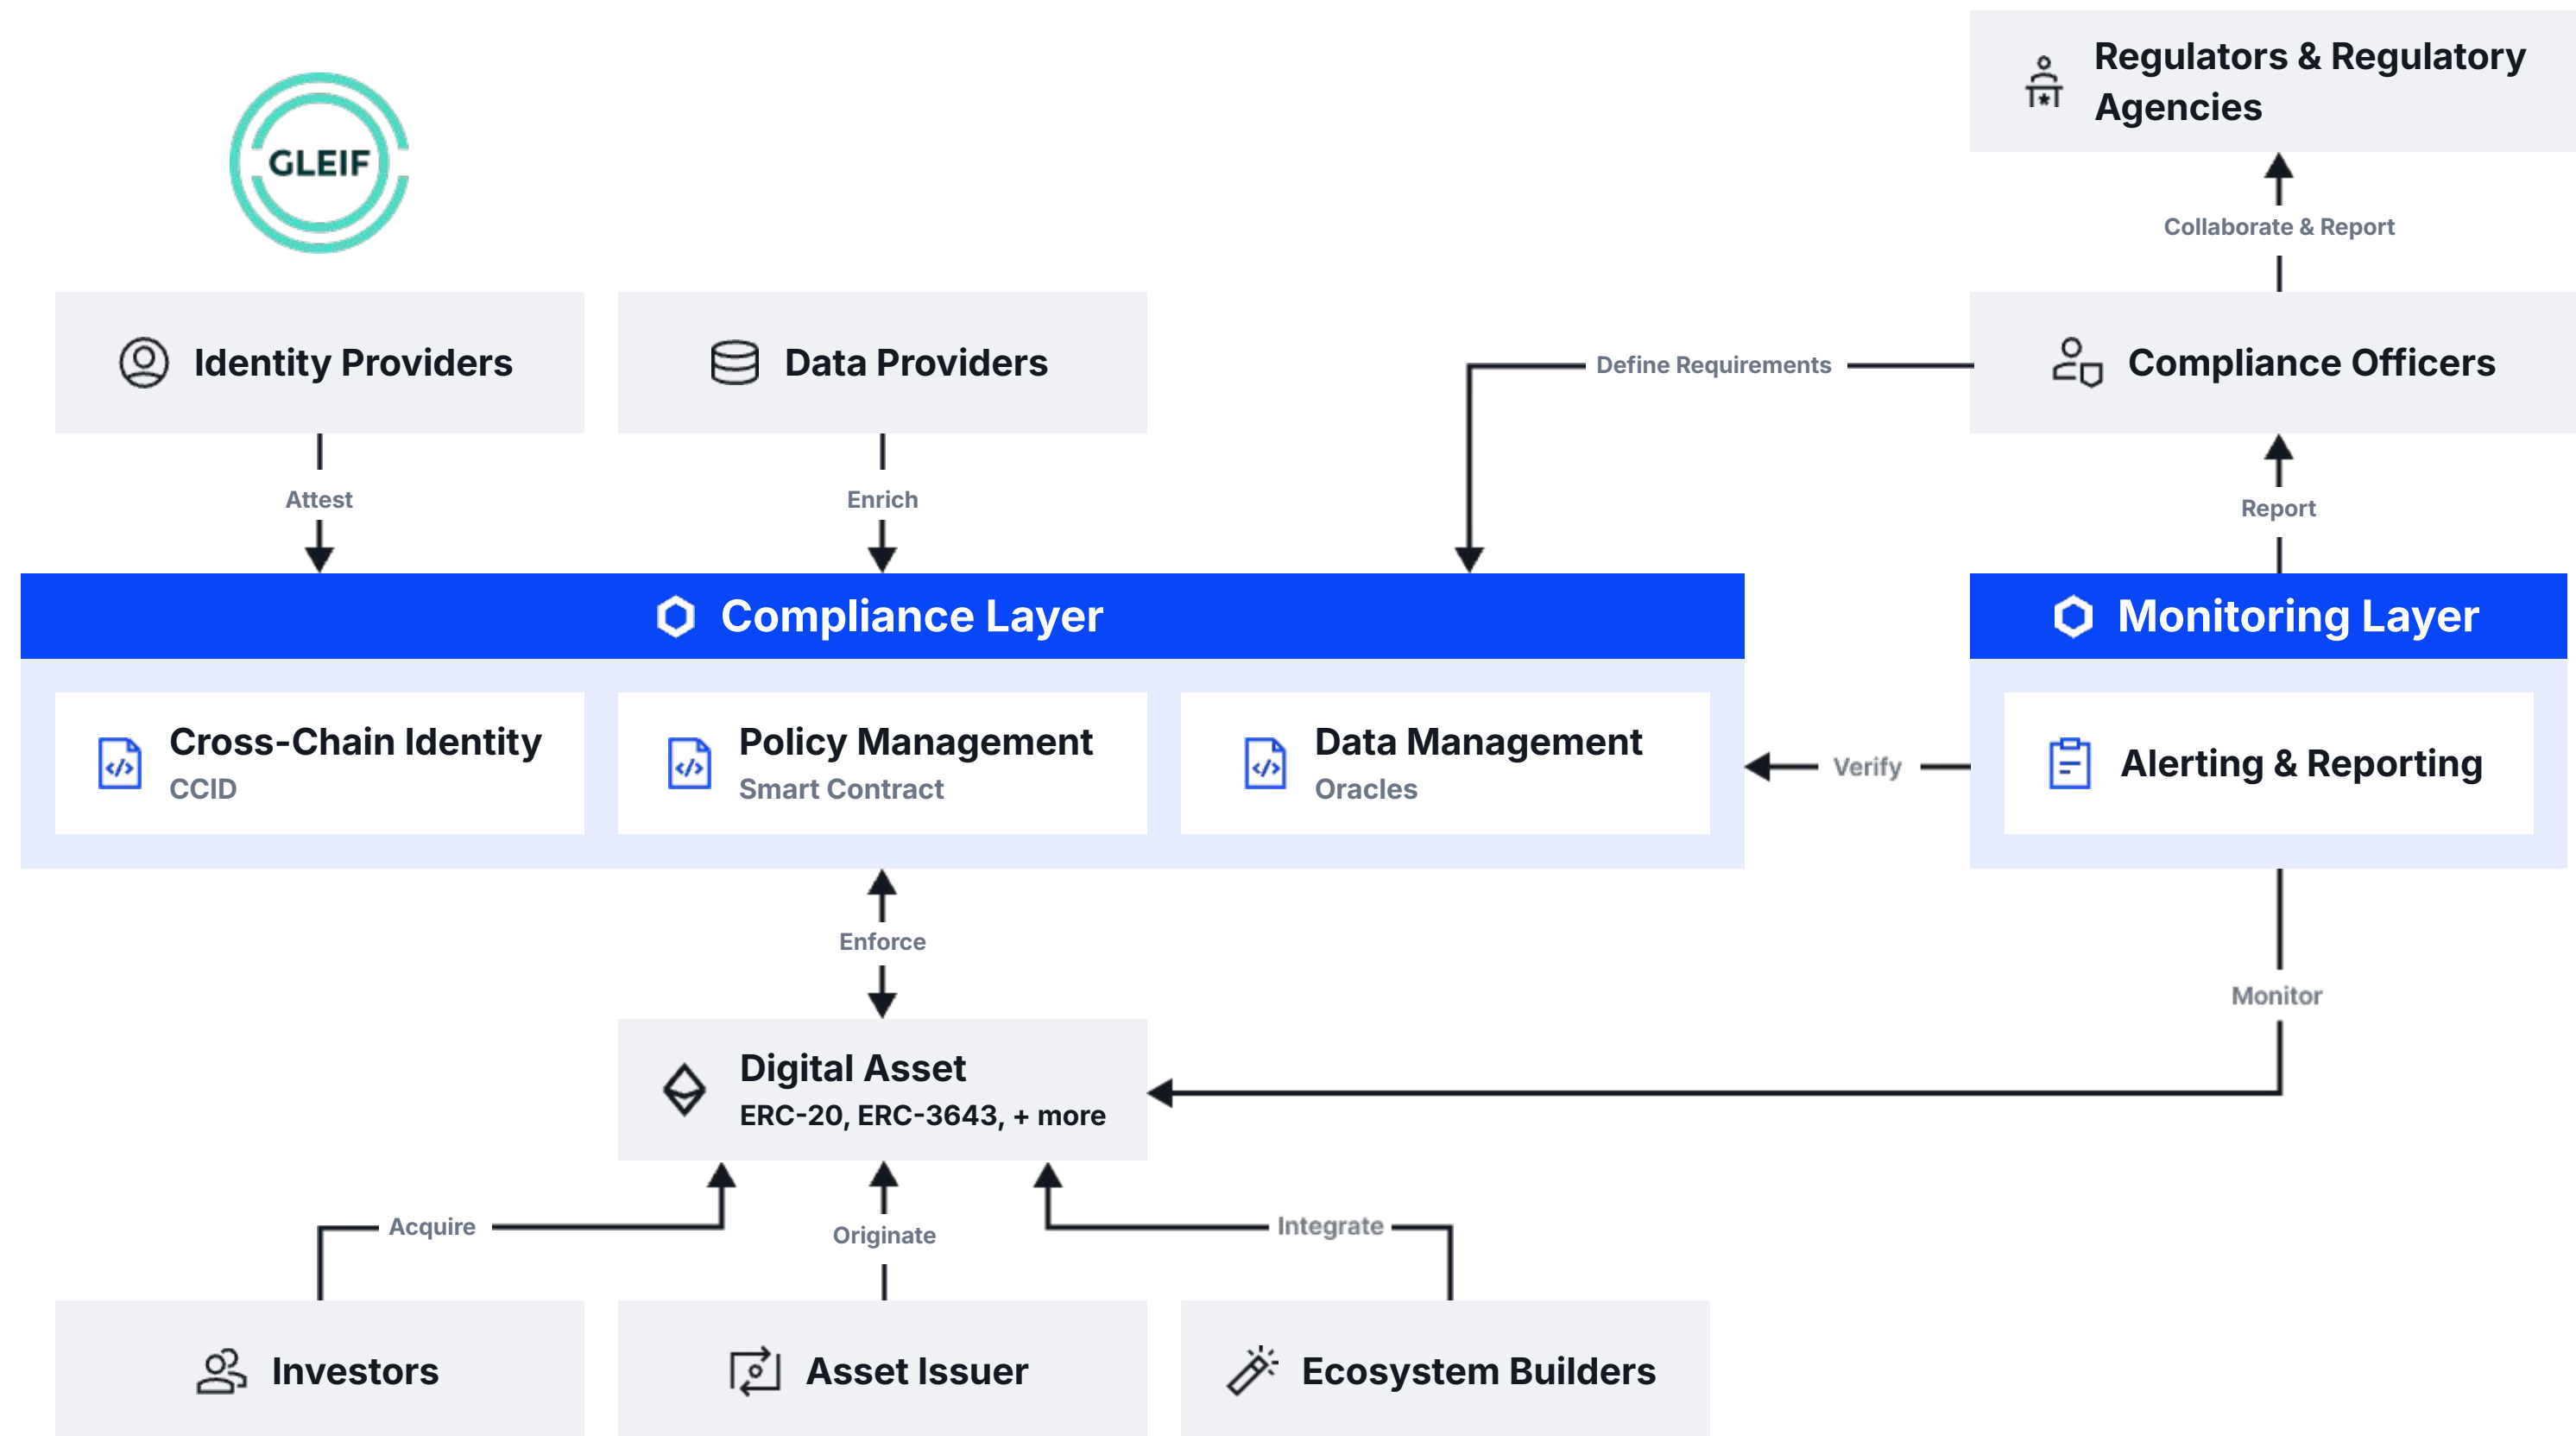 Regulators & Regulatory
Agencies
GLEIF
Collaborate & Report
Identity Providers
Data Providers
Define Requirements
Compliance Officers
Attest
Enrich
Report
Compliance Layer
Monitoring Layer
Cross-Chain Identity
CCID
Policy Management
Smart Contract
Data Management
Oracles
Verify
Alerting & Reporting
Enforce
Monitor
Digital Asset
ERC-20, ERC-3643, + more
Acquire
Originate
Integrate
Investors
Asset Issuer
Ecosystem Builders